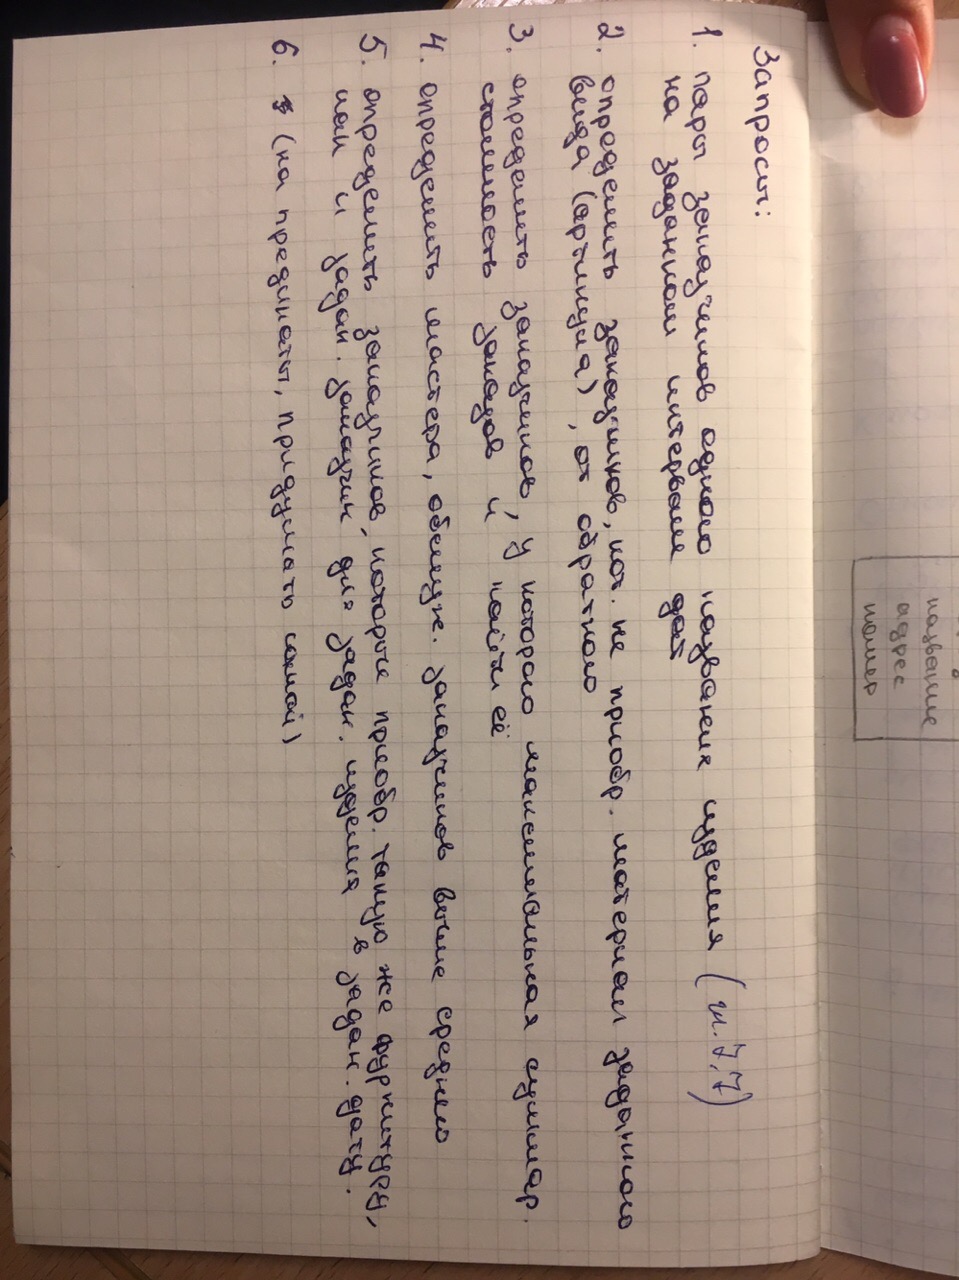 название
адрес
номер
Запросы:
1. пары заказчиков одного названия изделия (гл. 7.7)
на заданном интервале дат
2. определить заказчиков, кот. не приобр. материал заданного
вида (артикула), от обратного
3. определить заказчиков, у которого максимальная суммар.
стоимость заказов и найти её
4. определить мастера, обслуж. заказчиков выше среднего
5. определить заказчиков, которые приобр. такую же фурнитуру,
как и задан. заказчик для задан. изделия в задан. дату.
6. (на предикаты, придумать самой)